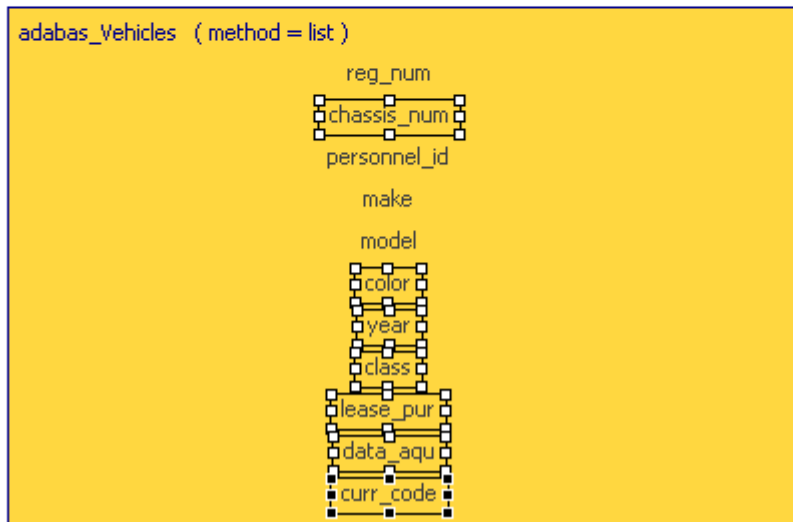 adabas_Vehicles ( method = list )
reg_num
chassis_num
personnel_id
make
model
color
year
class
lease_pur
data_aqu
curr_code